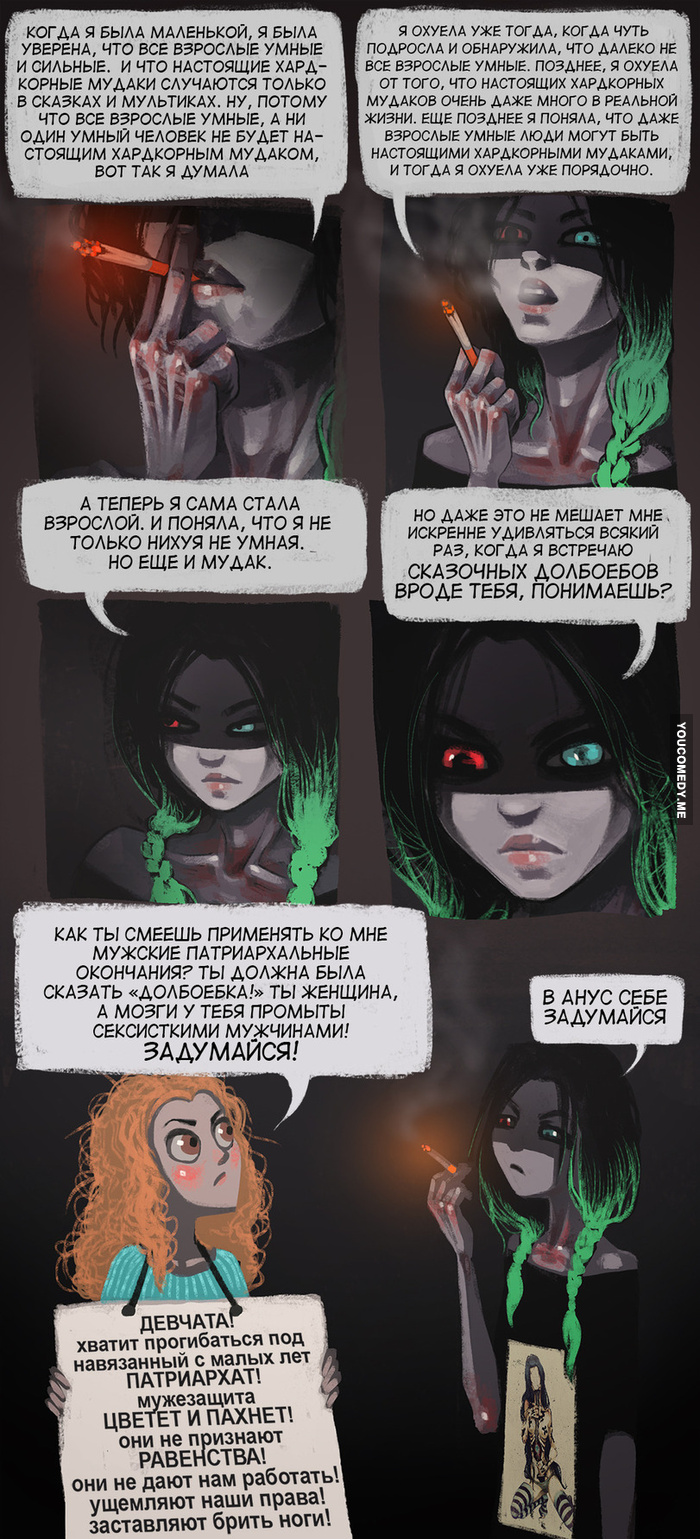 КОГДА Я БЫЛА МАЛЕНЬКОЙ, Я БЫЛА
УВЕРЕНА, ЧТО ВСЕ ВЗРОСЛЫЕ УМНЫЕ
И СИЛЬНЫЕ. И ЧТО НАСТОЯЩИЕ ХАРД-
КОРНЫЕ МУДАКИ СЛУЧАЮТСЯ ТОЛЬКО
В СКАЗКАХ И МУЛЬТИКАХ. НУ, ПОТОМУ
ЧТО ВСЕ ВЗРОСЛЫЕ УМНЫЕ, А НИ
ОДИН УМНЫЙ ЧЕЛОВЕК НЕ БУДЕТ НА-
СТОЯЩИМ ХАРДКОРНЫМ МУДАКОМ,
ВОТ ТАК Я ДУМАЛА
Я ОХУЕЛА УЖЕ ТОГДА, КОГДА ЧУТЬ
ПОДРОСЛА И ОБНАРУЖИЛА, ЧТО ДАЛЕКО НЕ
ВСЕ ВЗРОСЛЫЕ УМНЫЕ. ПОЗДНЕЕ, Я ОХУЕЛА
ОТ ТОГО, ЧТО НАСТОЯЩИХ ХАРДКОРНЫХ
МУДАКОВ ОЧЕНЬ ДАЖЕ МНОГО В РЕАЛЬНОЙ
ЖИЗНИ. ЕЩЕ ПОЗДНЕЕ Я ПОНЯЛА, ЧТО ДАЖЕ
ВЗРОСЛЫЕ УМНЫЕ ЛЮДИ МОГУТ БЫТЬ
НАСТОЯЩИМИ ХАРДКОРНЫМИ МУДАКАМИ,
И ТОГДА Я ОХУЕЛА УЖЕ ПОРЯДОЧНО.
А ТЕПЕРЬ Я САМА СТАЛА
ВЗРОСЛОЙ. И ПОНЯЛА, ЧТО Я НЕ
ТОЛЬКО НИХУЯ НЕ УМНАЯ.
НО ЕЩЕ И МУДАК.
НО ДАЖЕ ЭТО НЕ МЕШАЕТ МНЕ
ИСКРЕННЕ УДИВЛЯТЬСЯ ВСЯКИЙ
РАЗ, КОГДА Я ВСТРЕЧАЮ
СКАЗОЧНЫХ ДОЛБОЕБОВ
ВРОДЕ ТЕБЯ, ПОНИМАЕШЬ?
YOUCOMEDY.ME
КАК ТЫ СМЕЕШЬ ПРИМЕНЯТЬ КО МНЕ
МУЖСКИЕ ПАТРИАРХАЛЬНЫЕ
ОКОНЧАНИЯ? ТЫ ДОЛЖНА БЫЛА
СКАЗАТЬ «ДОЛБОЕБКА!» ТЫ ЖЕНЩИНА,
А МОЗГИ У ТЕБЯ ПРОМЫТЫ
СЕКСИСТКИМИ МУЖЧИНАМИ!
ЗАДУМАЙСЯ!
В АНУС СЕБЕ
ЗАДУМАЙСЯ
ДЕВЧАТА!
хватит прогибаться под
навязанный с малых лет
ПАТРИАРХАТ!
мужезащита
ЦВЕТЕТ И ПАХНЕТ!
они не признают
РАВЕНСТВА!
они не дают нам работать!
ущемляют наши права!
заставляют брить ноги!